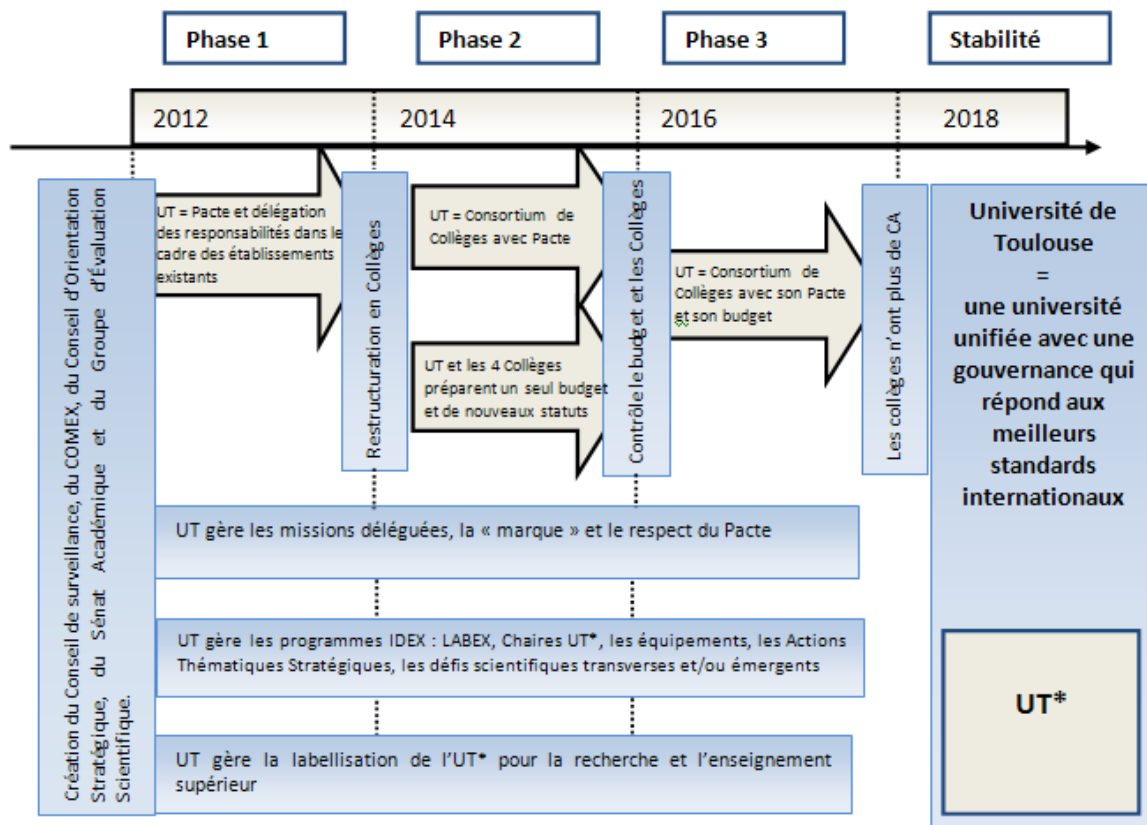 Phase 1
Phase 2
Phase 3
Stabilité
2012
2014
2016
2018
Création du Conseil de surveillance, du COMEX, du Conseil d'Orientation
Stratégique, du Sénat Académique et du Groupe d'Évaluation
Scientifique.
UT = Pacte et délégation
des responsabilités dans le
cadre des établissements
existants
Restructuration en Collèges
UT = Consortium de
Collèges avec Pacte
UT et les 4 Collèges
préparent un seul budget
et de nouveaux statuts
Contrôle le budget et les Collèges
UT = Consortium de
Collèges avec son Pacte
et son budget
Les collèges n'ont plus de CA
Université de
Toulouse
=
une université
unifiée avec une
gouvernance qui
répond aux
meilleurs
standards
internationaux
UT gère les missions déléguées, la « marque » et le respect du Pacte
UT gère les programmes IDEX : LABEX, Chaires UT*, les équipements, les Actions
Thématiques Stratégiques, les défis scientifiques transverses et/ou émergents
UT gère la labellisation de l'UT* pour la recherche et l'enseignement
supérieur
UT*